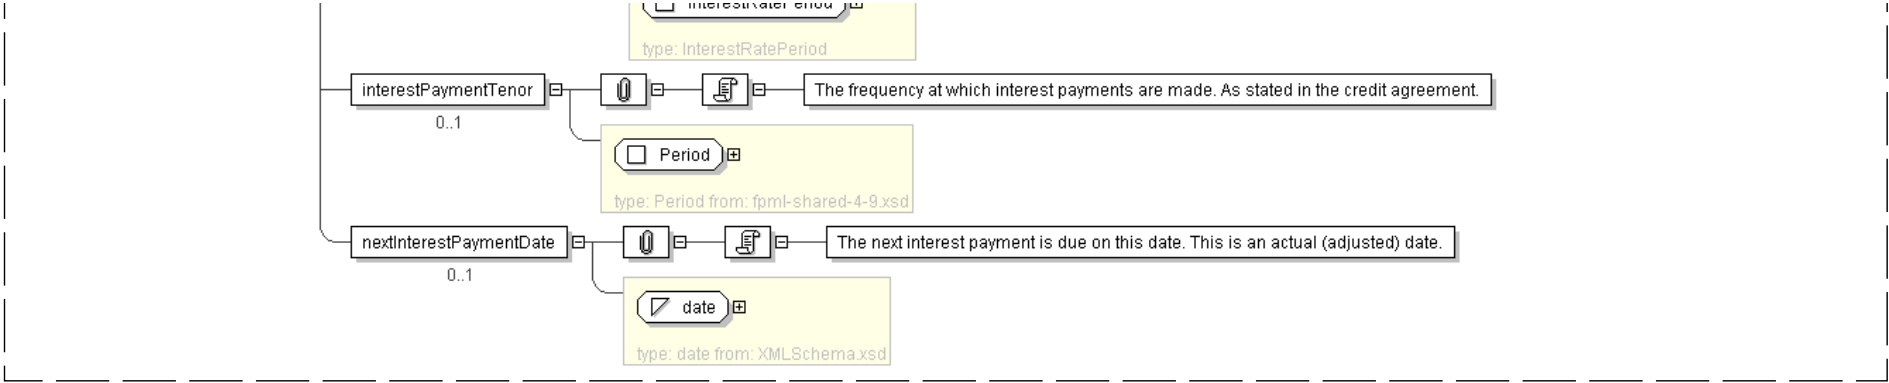 interestRatePeriod
type: InterestRatePeriod
interestPaymentTenor
The frequency at which interest payments are made. As stated in the credit agreement.
0..1
Period
type: Period from: fpml-shared-4-9.xsd
nextInterestPaymentDate
The next interest payment is due on this date. This is an actual (adjusted) date.
0..1
date
type: date from: XMLSchema.xsd